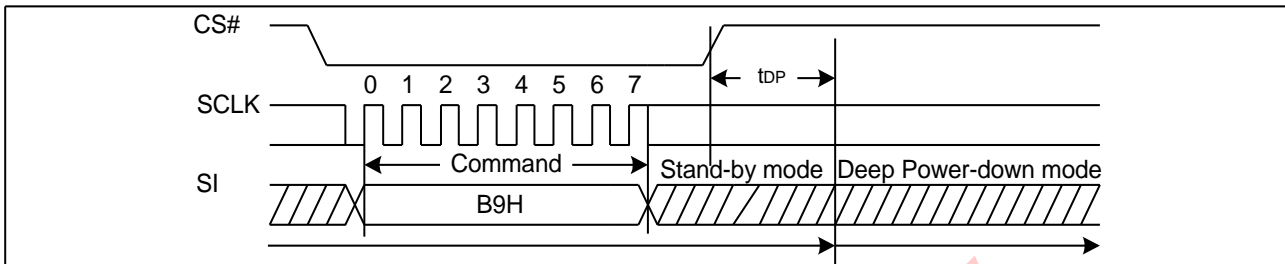 CS#
tDP
0 1 2 3 4 5 6 7
SCLK
Command
Stand-by mode Deep Power-down mode
SI
B9H